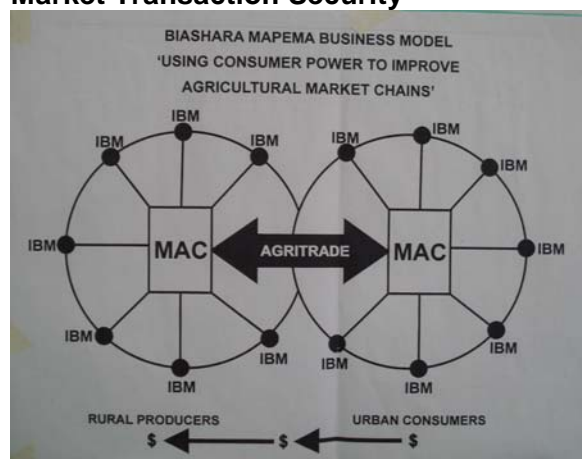 Market Transaction Security
BIASHARA MAPEMA BUSINESS MODEL
'USING CONSUMER POWER TO IMPROVE
AGRICULTURAL MARKET CHAINS'
IBM
IBM
IBM
IBM
IBM
IBM
IBM
IBM
MAC
AGRITRADE
MAC
IBM
IBM
IBM
IBM
IBM
IBM
IBM
RURAL PRODUCERS
URBAN CONSUMERS
$ $ $